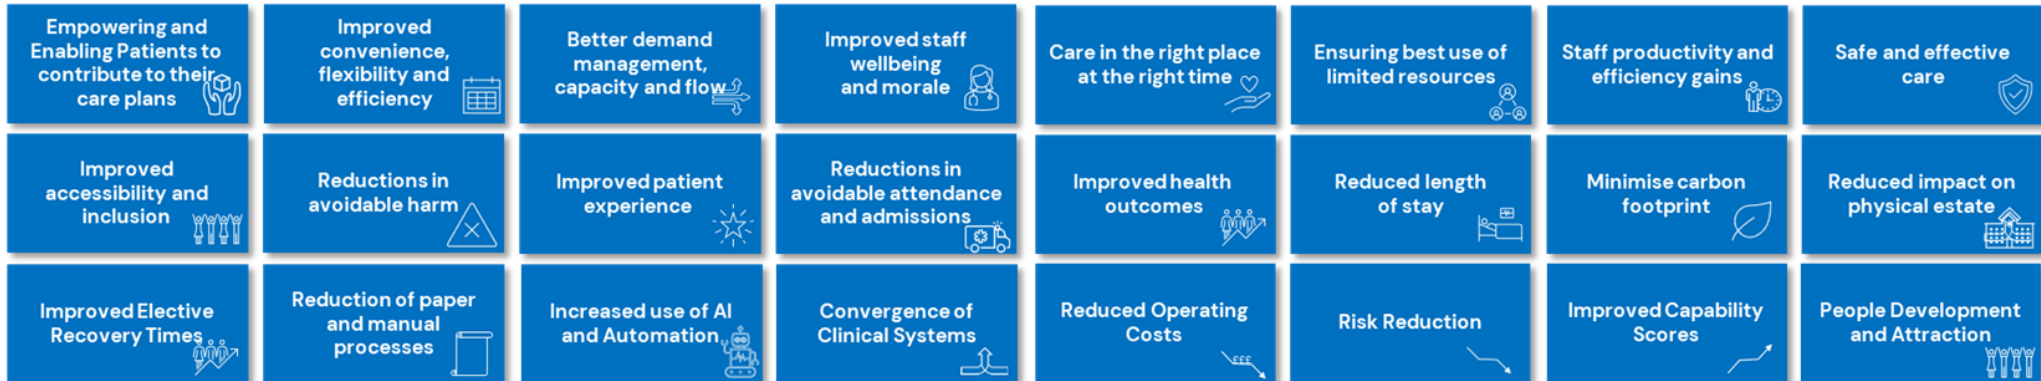 Empowering and
Enabling Patients to
contribute to their
care plans
Improved
convenience,
flexibility and
efficiency
Better demand
management,
capacity and flow
Improved staff
wellbeing
and morale
Care in the right place
at the right time
Ensuring best use of
limited resources
Staff productivity and
efficiency gains
Safe and effective
care
Improved
accessibility and
inclusion
Reductions in
avoidable harm
Improved patient
experience
Reductions in
avoidable attendance
and admissions
Improved health
outcomes
Reduced length
of stay
Minimise carbon
footprint
Reduced impact on
physical estate
Improved Elective
Recovery Times
Reduction of paper
and manual
processes
Increased use of AI
and Automation
Convergence of
Clinical Systems
Reduced Operating
Costs
£££
Risk Reduction
Improved Capability
Scores
People Development
and Attraction